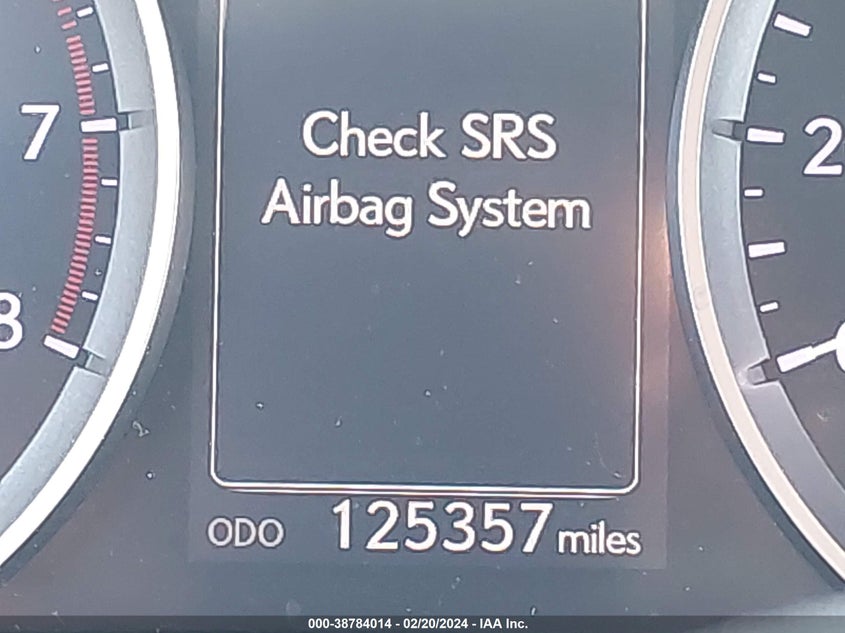 7
8
Check SRS
Airbag System
2
ODO 125357 miles
000-38784014 - 02/20/2024 - IAA Inc.